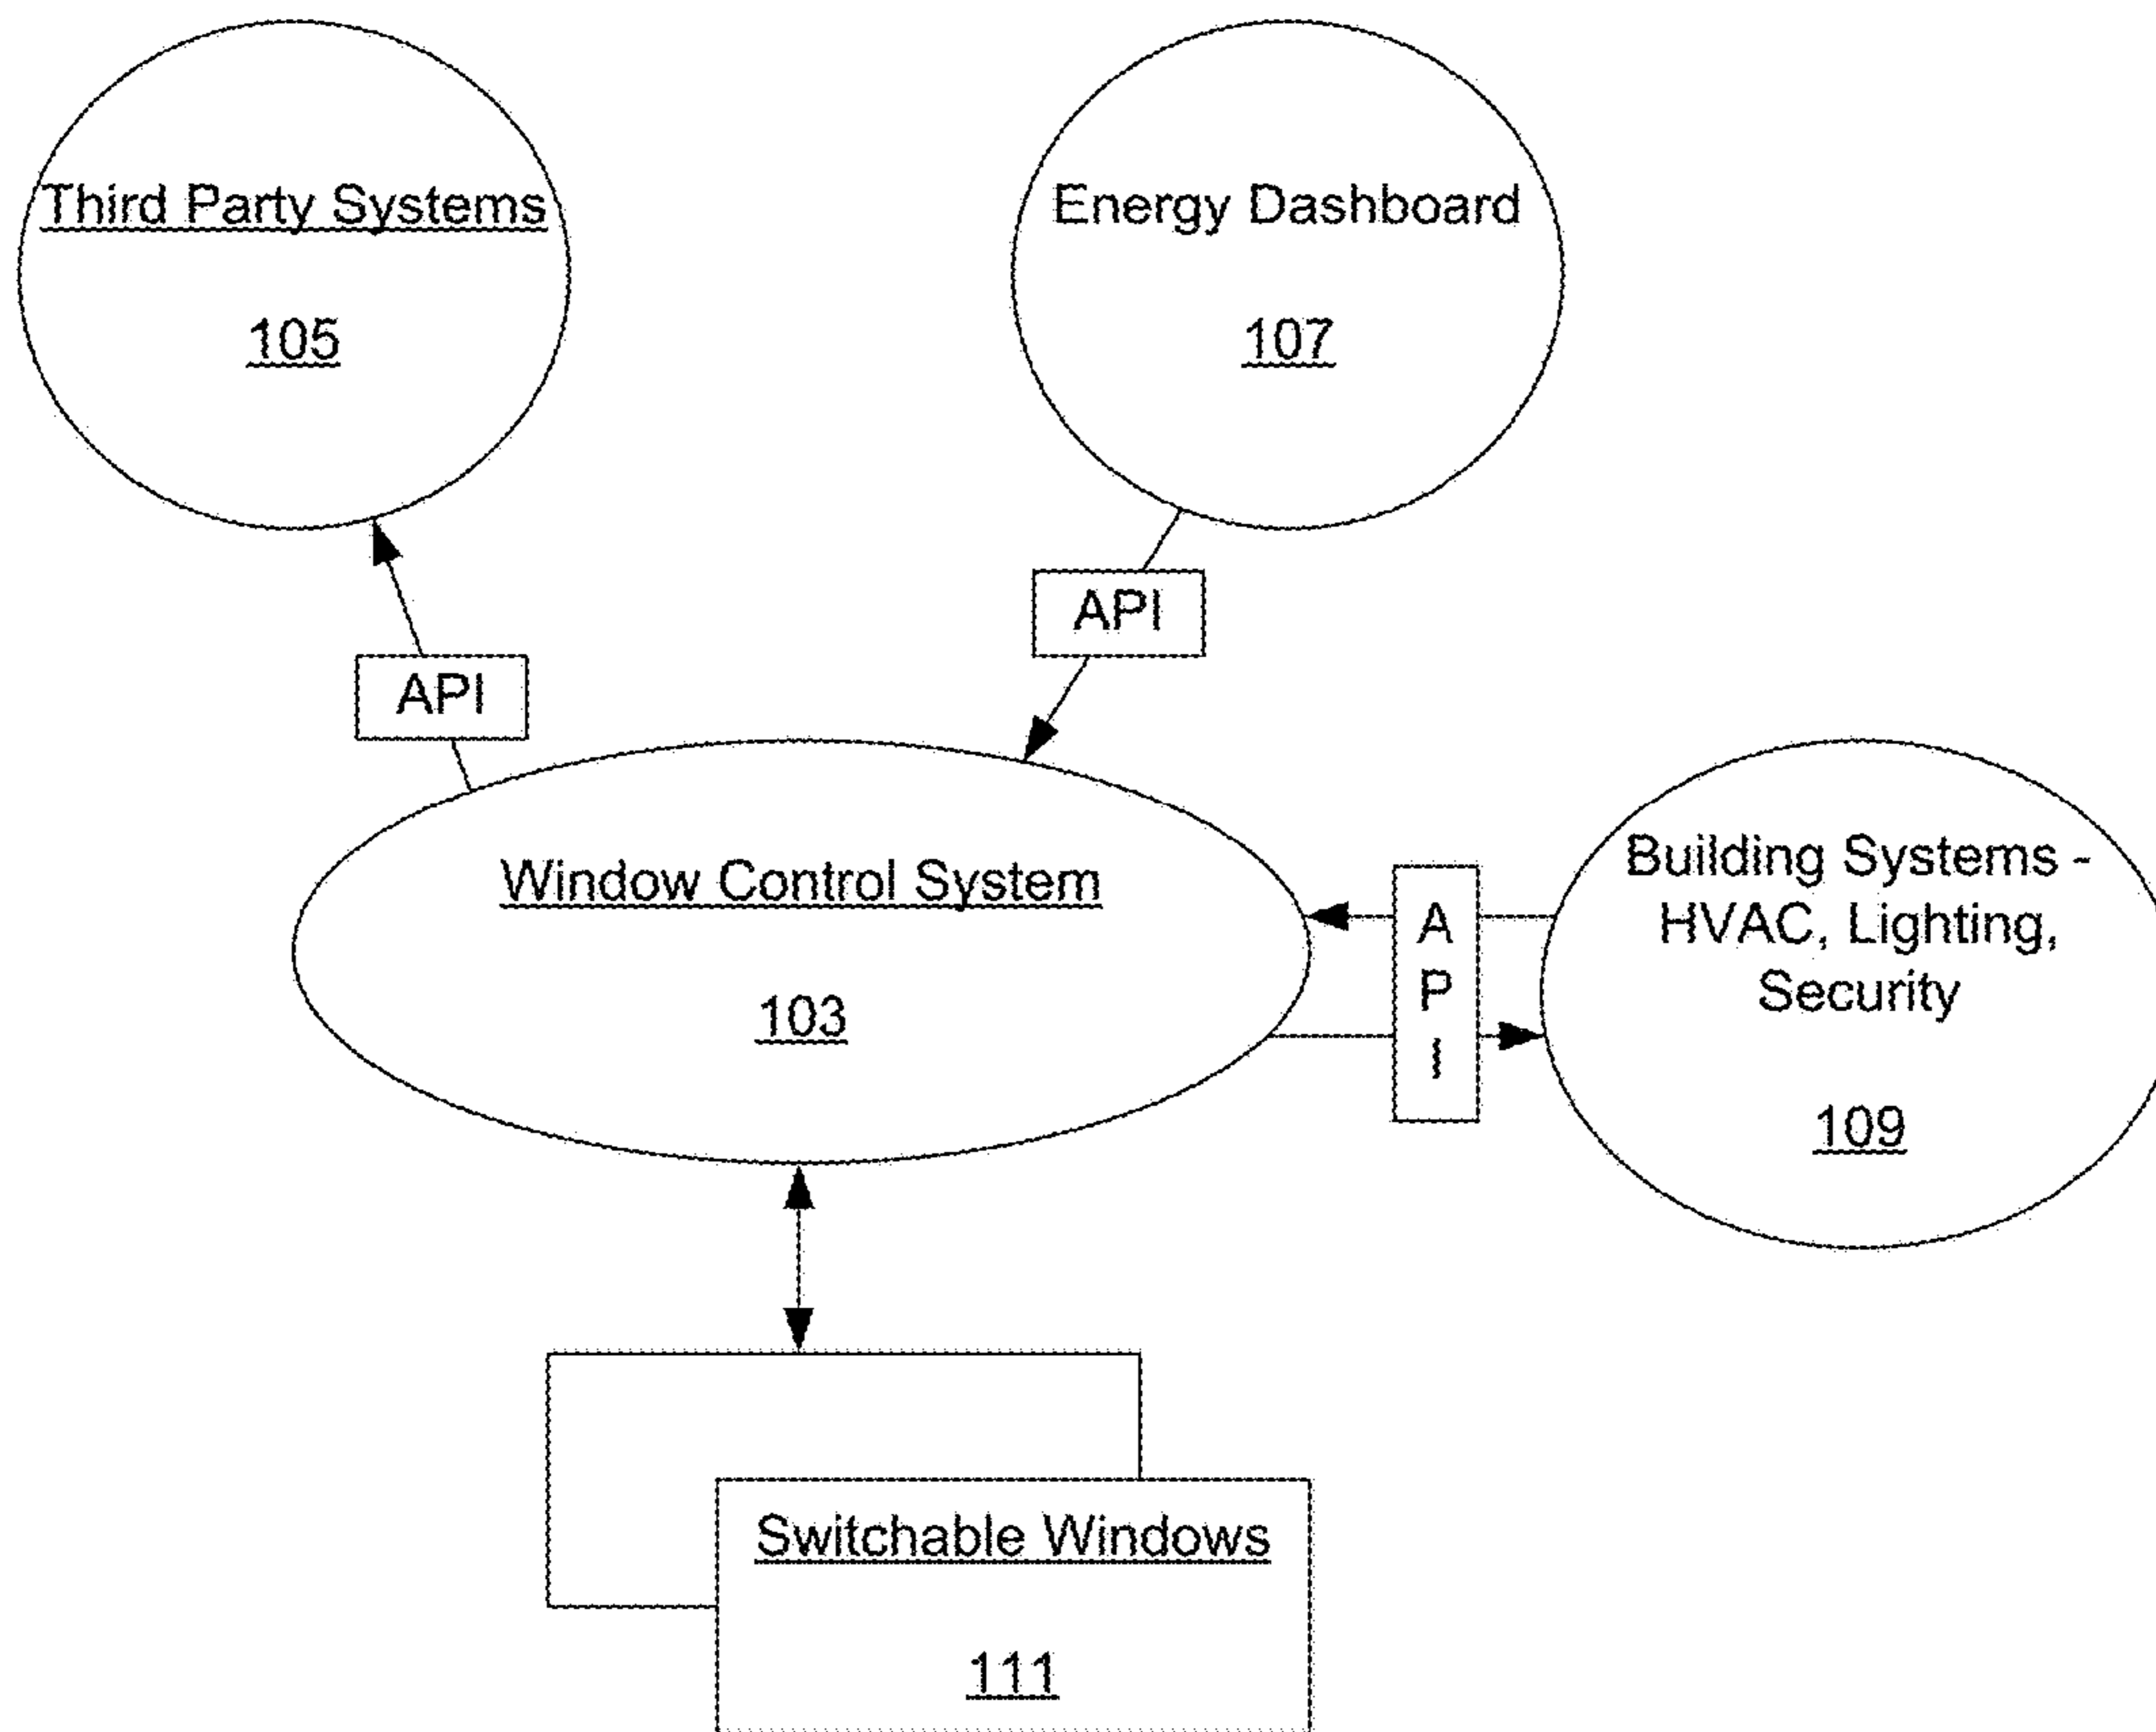 Third Party Systems
105
Energy Dashboard
107
API
API
Window Control System
103
A
P
I
Building Systems -
HVAC, Lighting,
Security
109
Switchable Windows
111